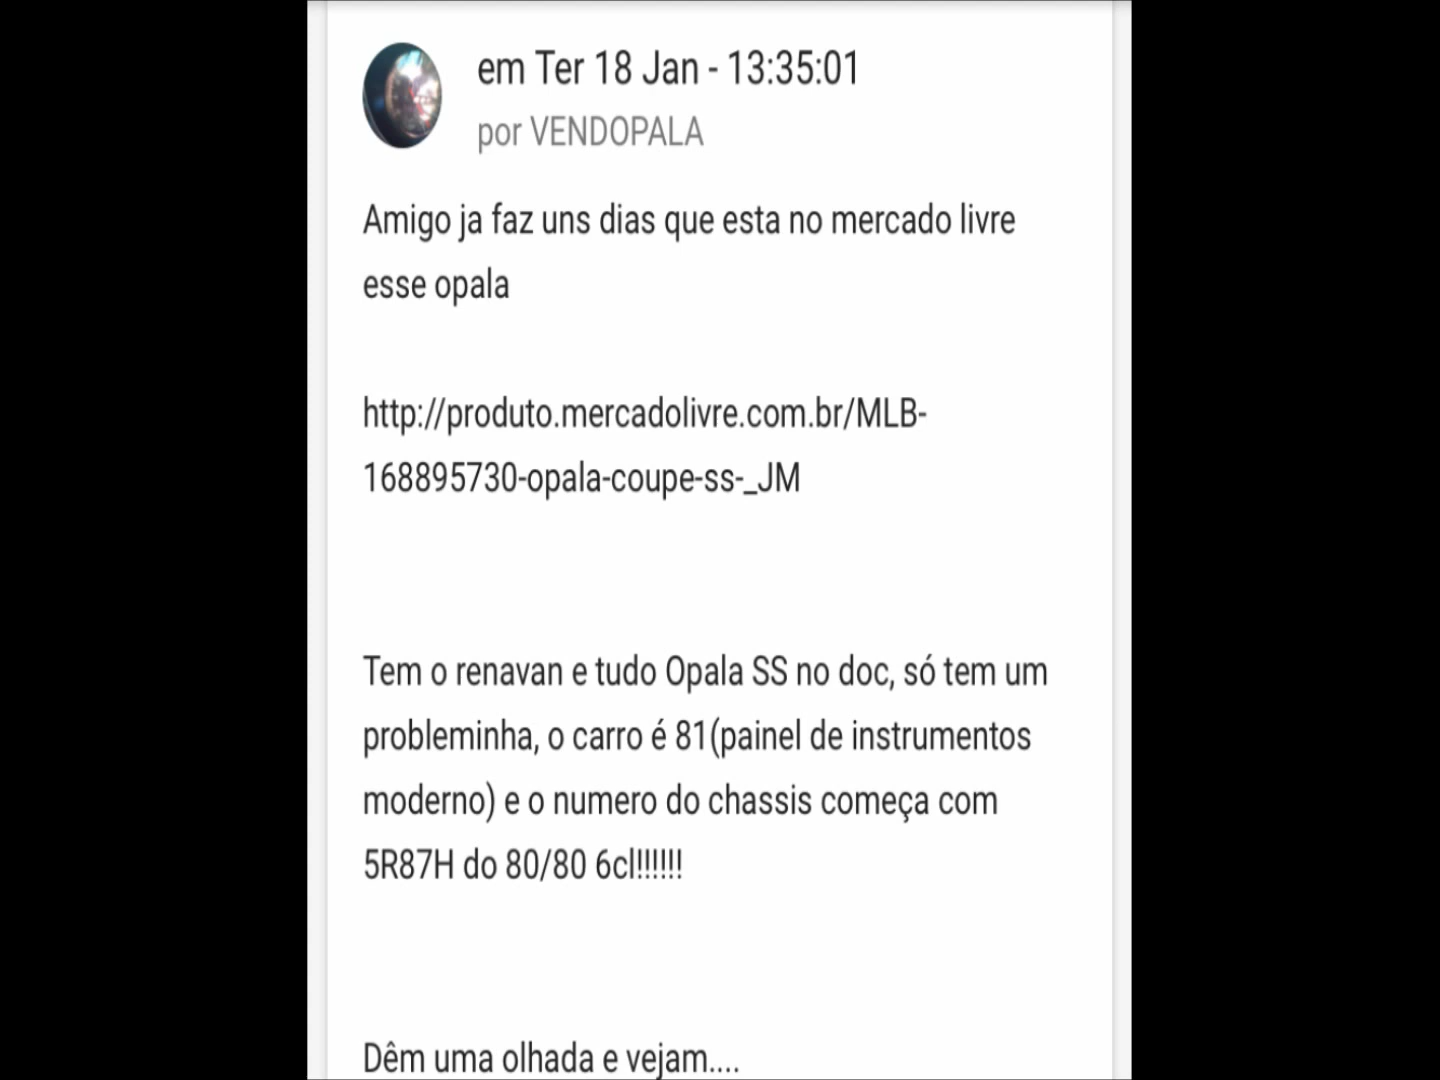 em Ter 18 Jan - 13:35:01
por VENDOPALA
Amigo ja faz uns dias que esta no mercado livre
esse opala
http://produto.mercadolivre.com.br/MLB-
168895730-opala-coupe-ss-_JM
Tem o renavan e tudo Opala SS no doc, só tem um
probleminha, o carro é 81(painel de instrumentos
moderno) e o numero do chassis começa com
5R87H do 80/80 6cl!!!!!!
Dêm uma olhada e vejam....